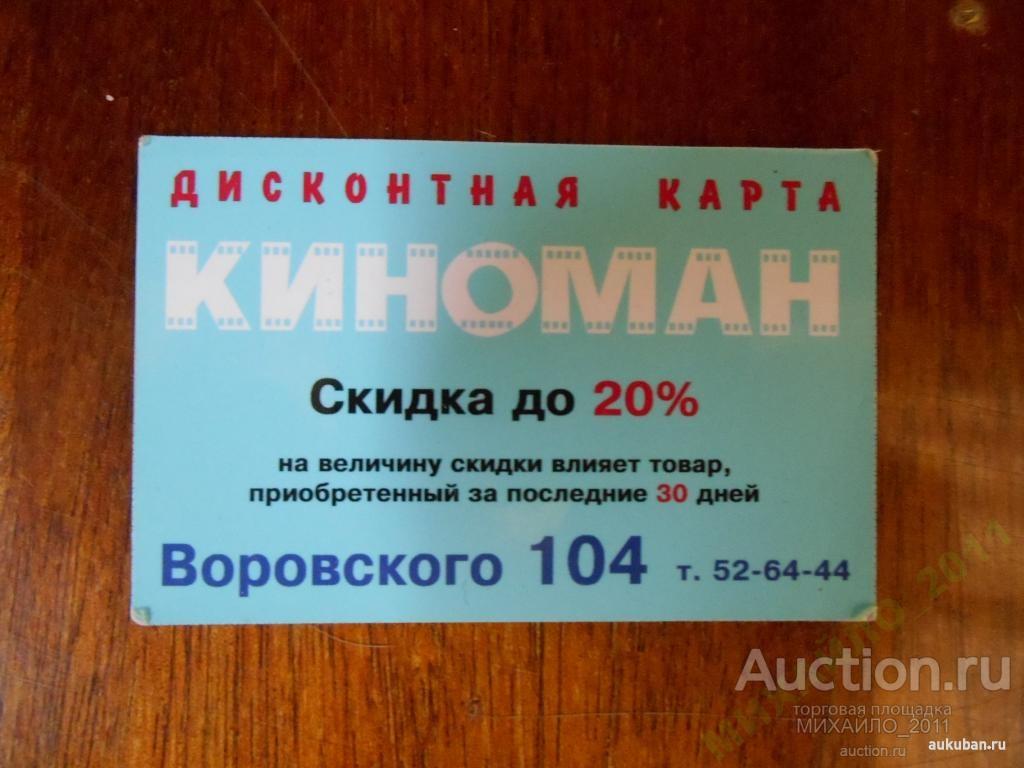 ДИСКОНТНАЯ КАРТА
КИНОМАН
Скидка до 20%
на величину скидки влияет товар,
приобретенный за последние 30 дней
Воровского 104 т. 52-64-44
МИХАЙЛО_2011
Auction.ru
торговая площадка
МИХАЙЛО_2011
auction.ru aukuban.ru